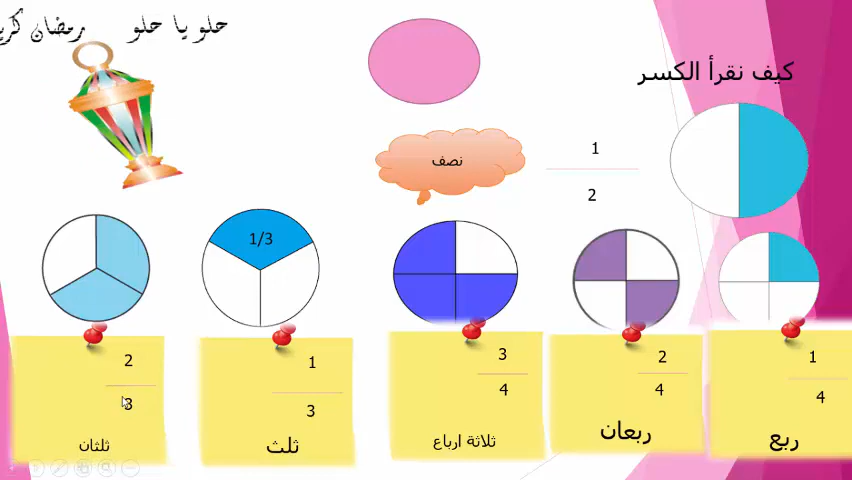 حلو يا حلو رمضان
كيف نقرأ الكسر
1
2
نصف
1/3
1
4
ربع
2
4
ربعان
3
4
ثلاثة ارباع
1
3
ثلث
2
3
ثلثان